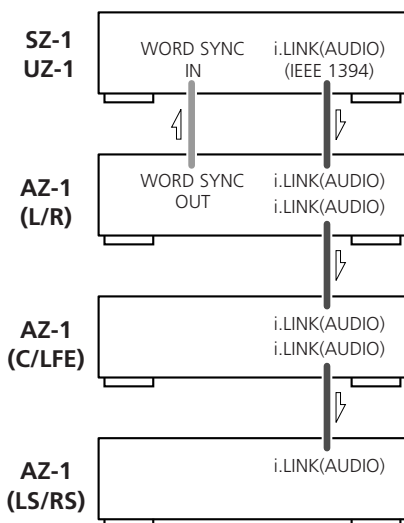 SZ-1
UZ-1
WORD SYNC
IN
i.LINK(AUDIO)
(IEEE 1394)
AZ-1
(L/R)
WORD SYNC
OUT
i.LINK(AUDIO)
i.LINK(AUDIO)
AZ-1
(C/LFE)
i.LINK(AUDIO)
i.LINK(AUDIO)
AZ-1
(LS/RS)
i.LINK(AUDIO)